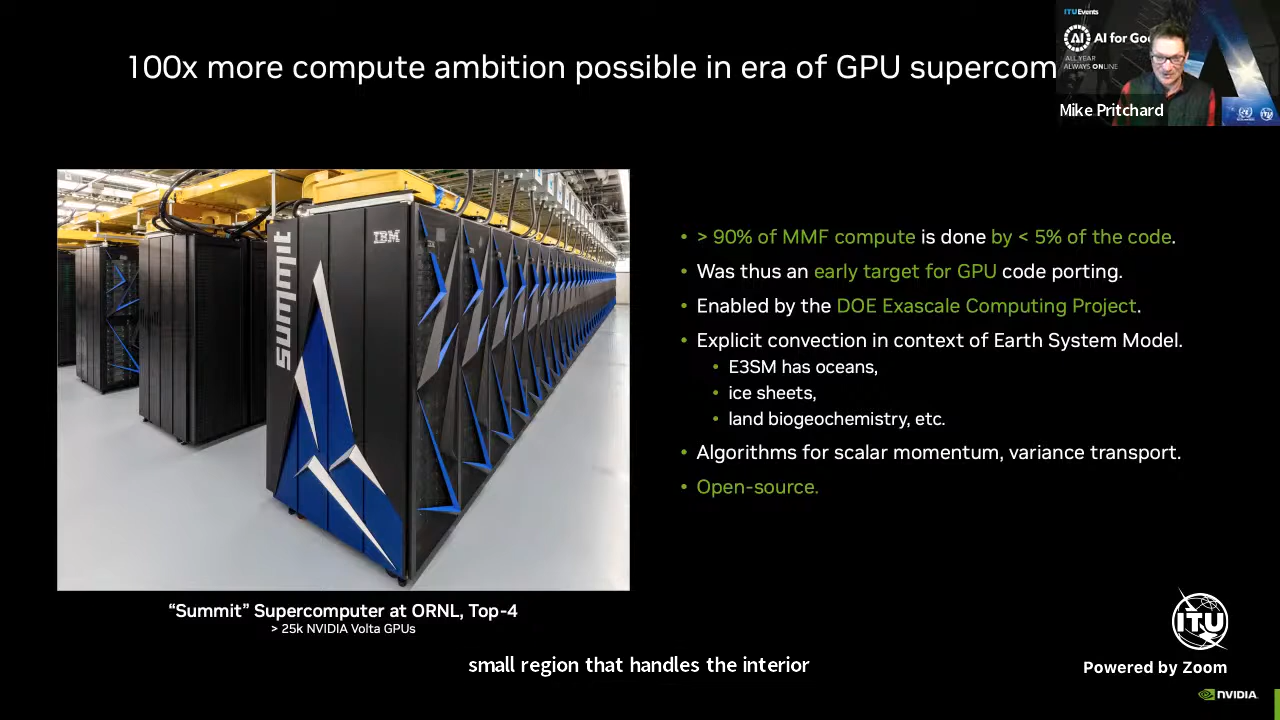 100x more compute ambition possible in era of GPU supercom
ITUEvents
AI for Goo
ALL YEAR
ALWAYS ONLINE
Mike Pritchard
summit
IBM
• > 90% of MMF compute is done by < 5% of the code.
• Was thus an early target for GPU code porting.
• Enabled by the DOE Exascale Computing Project.
• Explicit convection in context of Earth System Model.
• E3SM has oceans,
• ice sheets,
• land biogeochemistry, etc.
• Algorithms for scalar momentum, variance transport.
• Open-source.
“Summit” Supercomputer at ORNL, Top-4
> 25k NVIDIA Volta GPUs
small region that handles the interior
ITU
Powered by Zoom
NVIDIA.